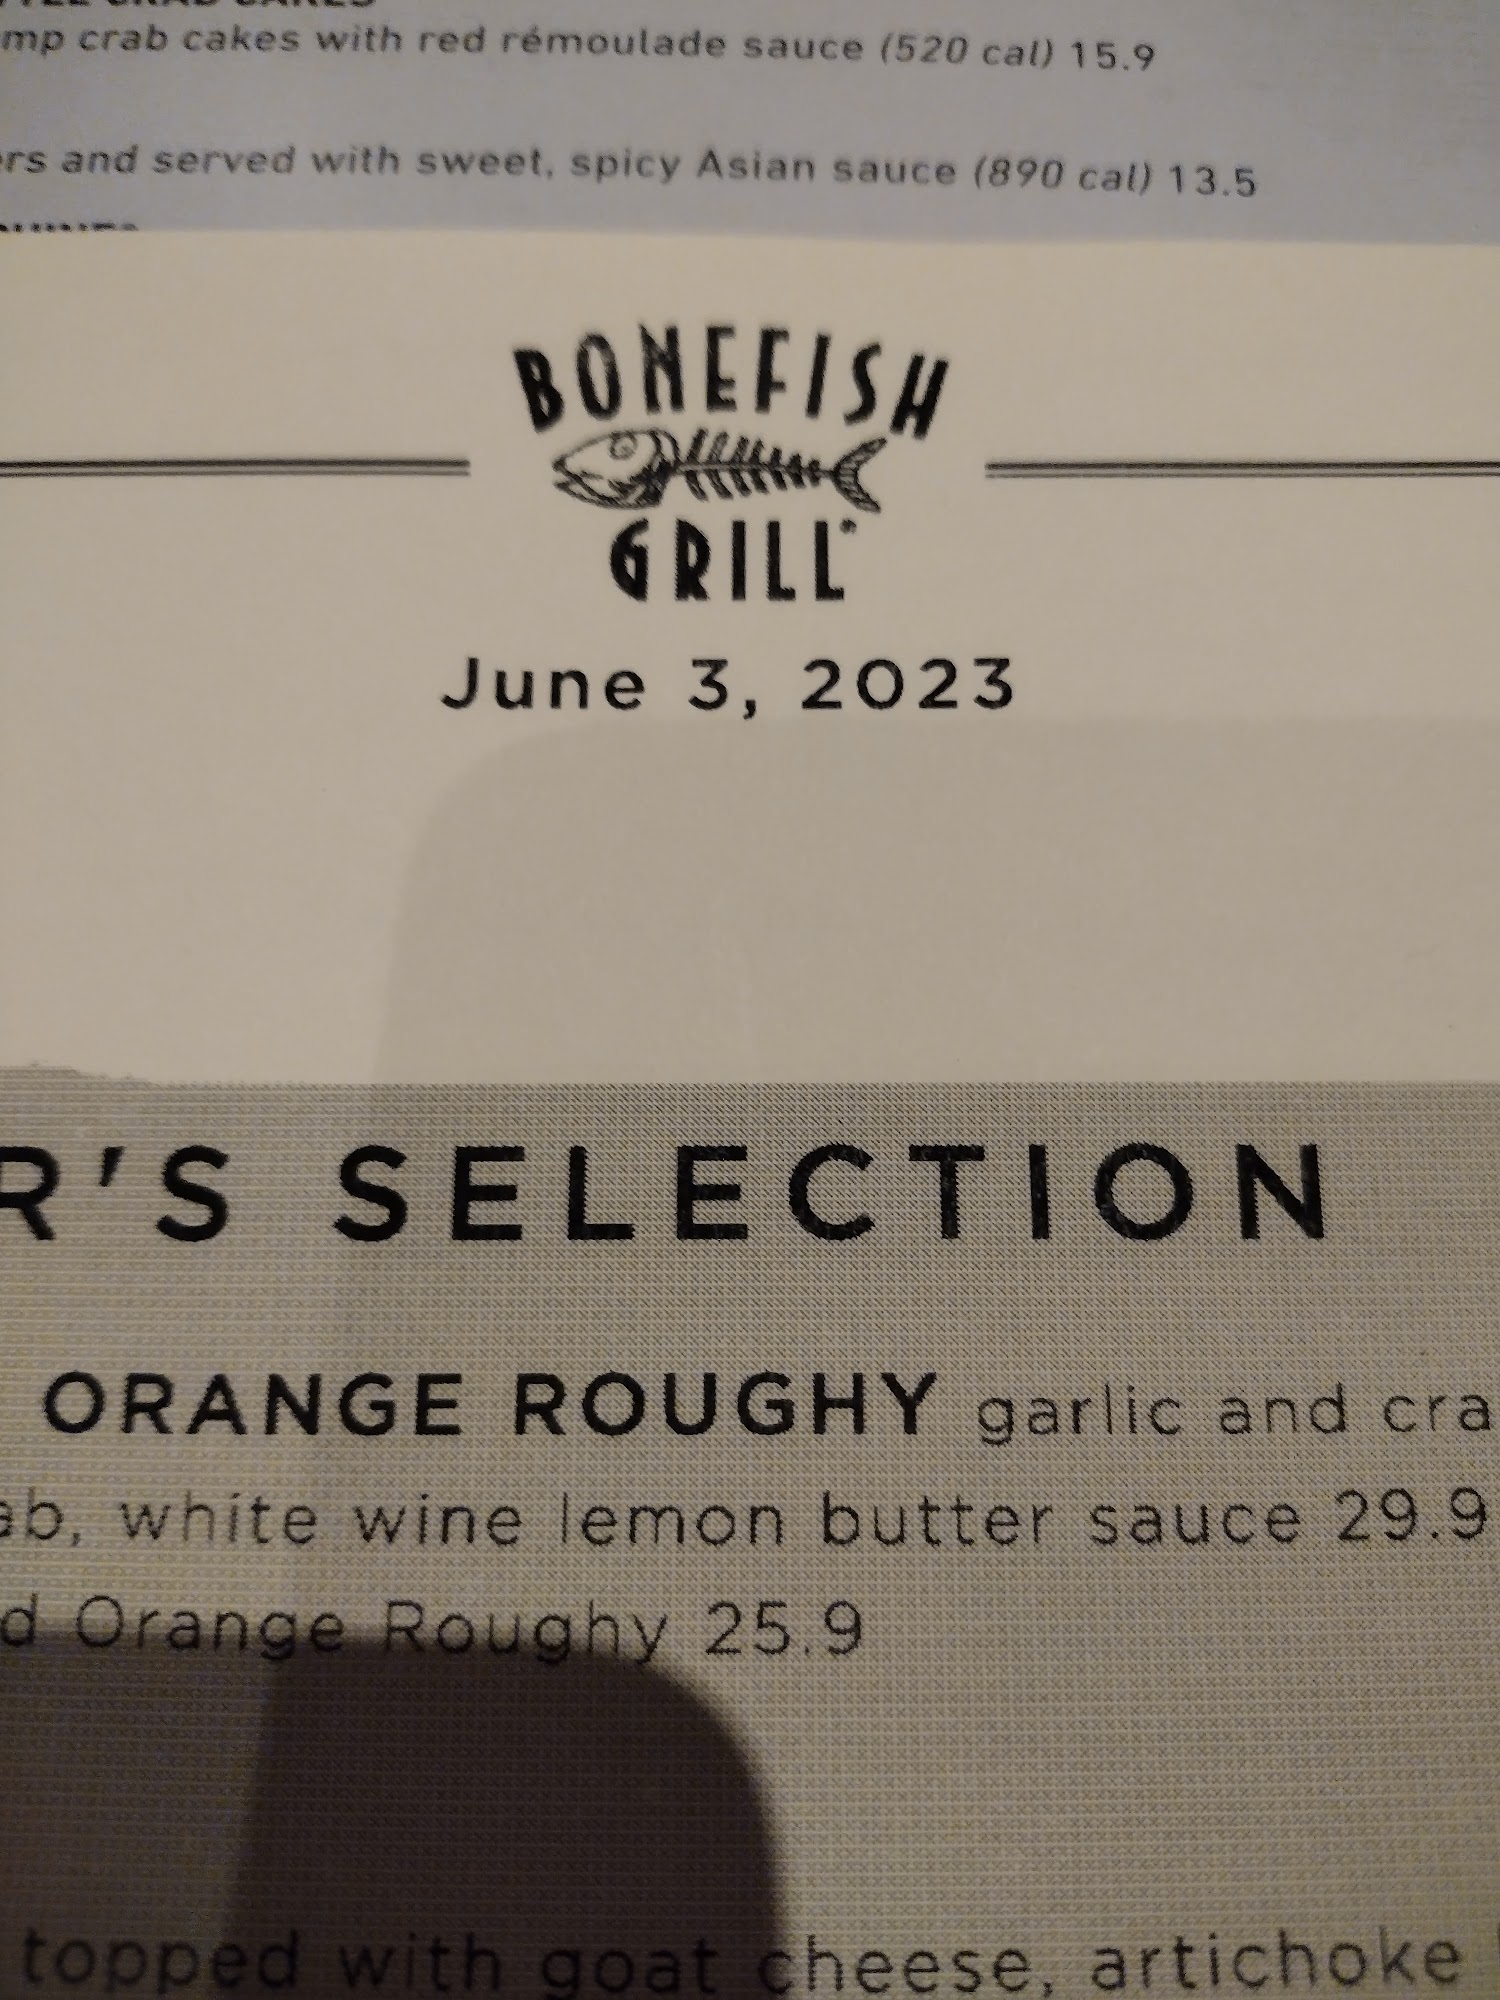 crab cakes with red rémoulade sauce (520 cal) 15.9
and served with sweet, spicy Asian sauce (890 cal) 13.5
BONEFISH
GRILL
June 3, 2023
R'S SELECTION
ORANGE ROUGHY garlic and cra
ab, white wine lemon butter sauce 29.9
d Orange Roughy 25.9
topped with goat cheese, artichoke